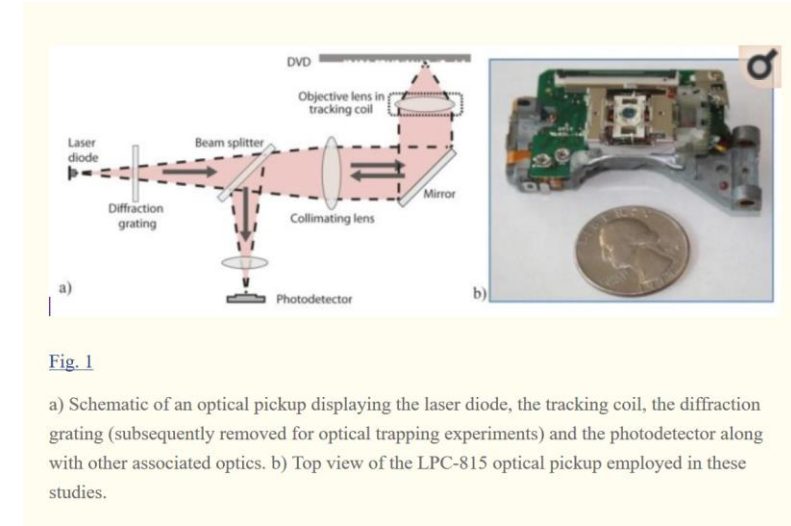 DVD
Objective lens in
tracking coil
Laser
diode
Beam splitter
Mirror
Diffraction
grating
Collimating lens
a)
Photodetector
b)
Fig. 1
a) Schematic of an optical pickup displaying the laser diode, the tracking coil, the diffraction
grating (subsequently removed for optical trapping experiments) and the photodetector along
with other associated optics. b) Top view of the LPC-815 optical pickup employed in these
studies.